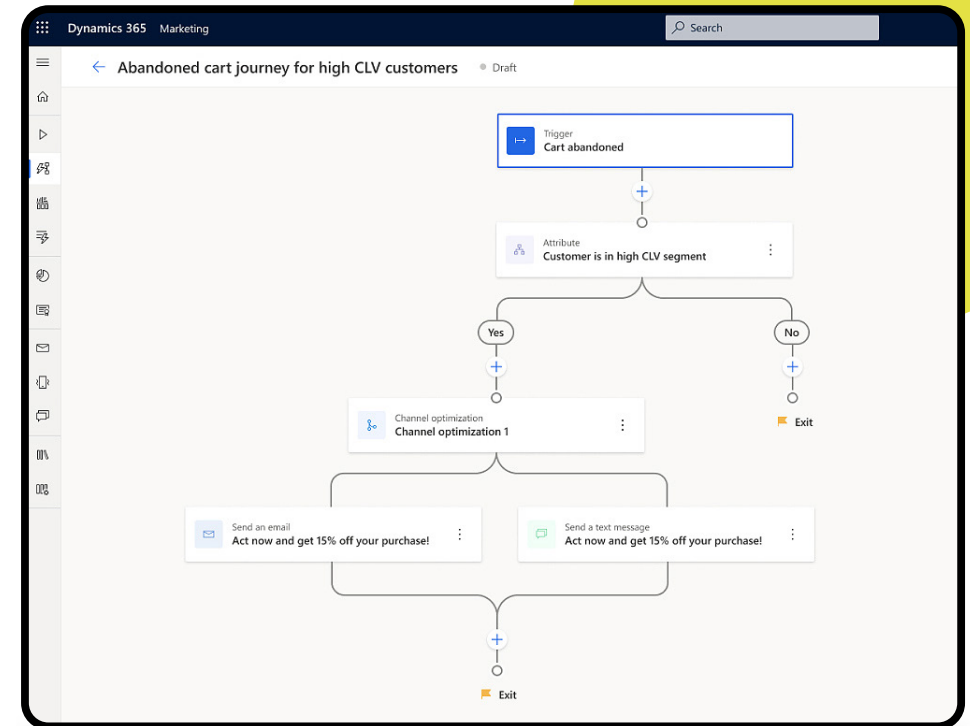 Dynamics 365 Marketing
Search
Abandoned cart journey for high CLV customers
Draft
Trigger
Cart abandoned
Attribute
Customer is in high CLV segment
Yes
No
Exit
Channel optimization
Channel optimization 1
Send an email
Act now and get 15% off your purchase!
Send a text message
Act now and get 15% off your purchase!
Exit